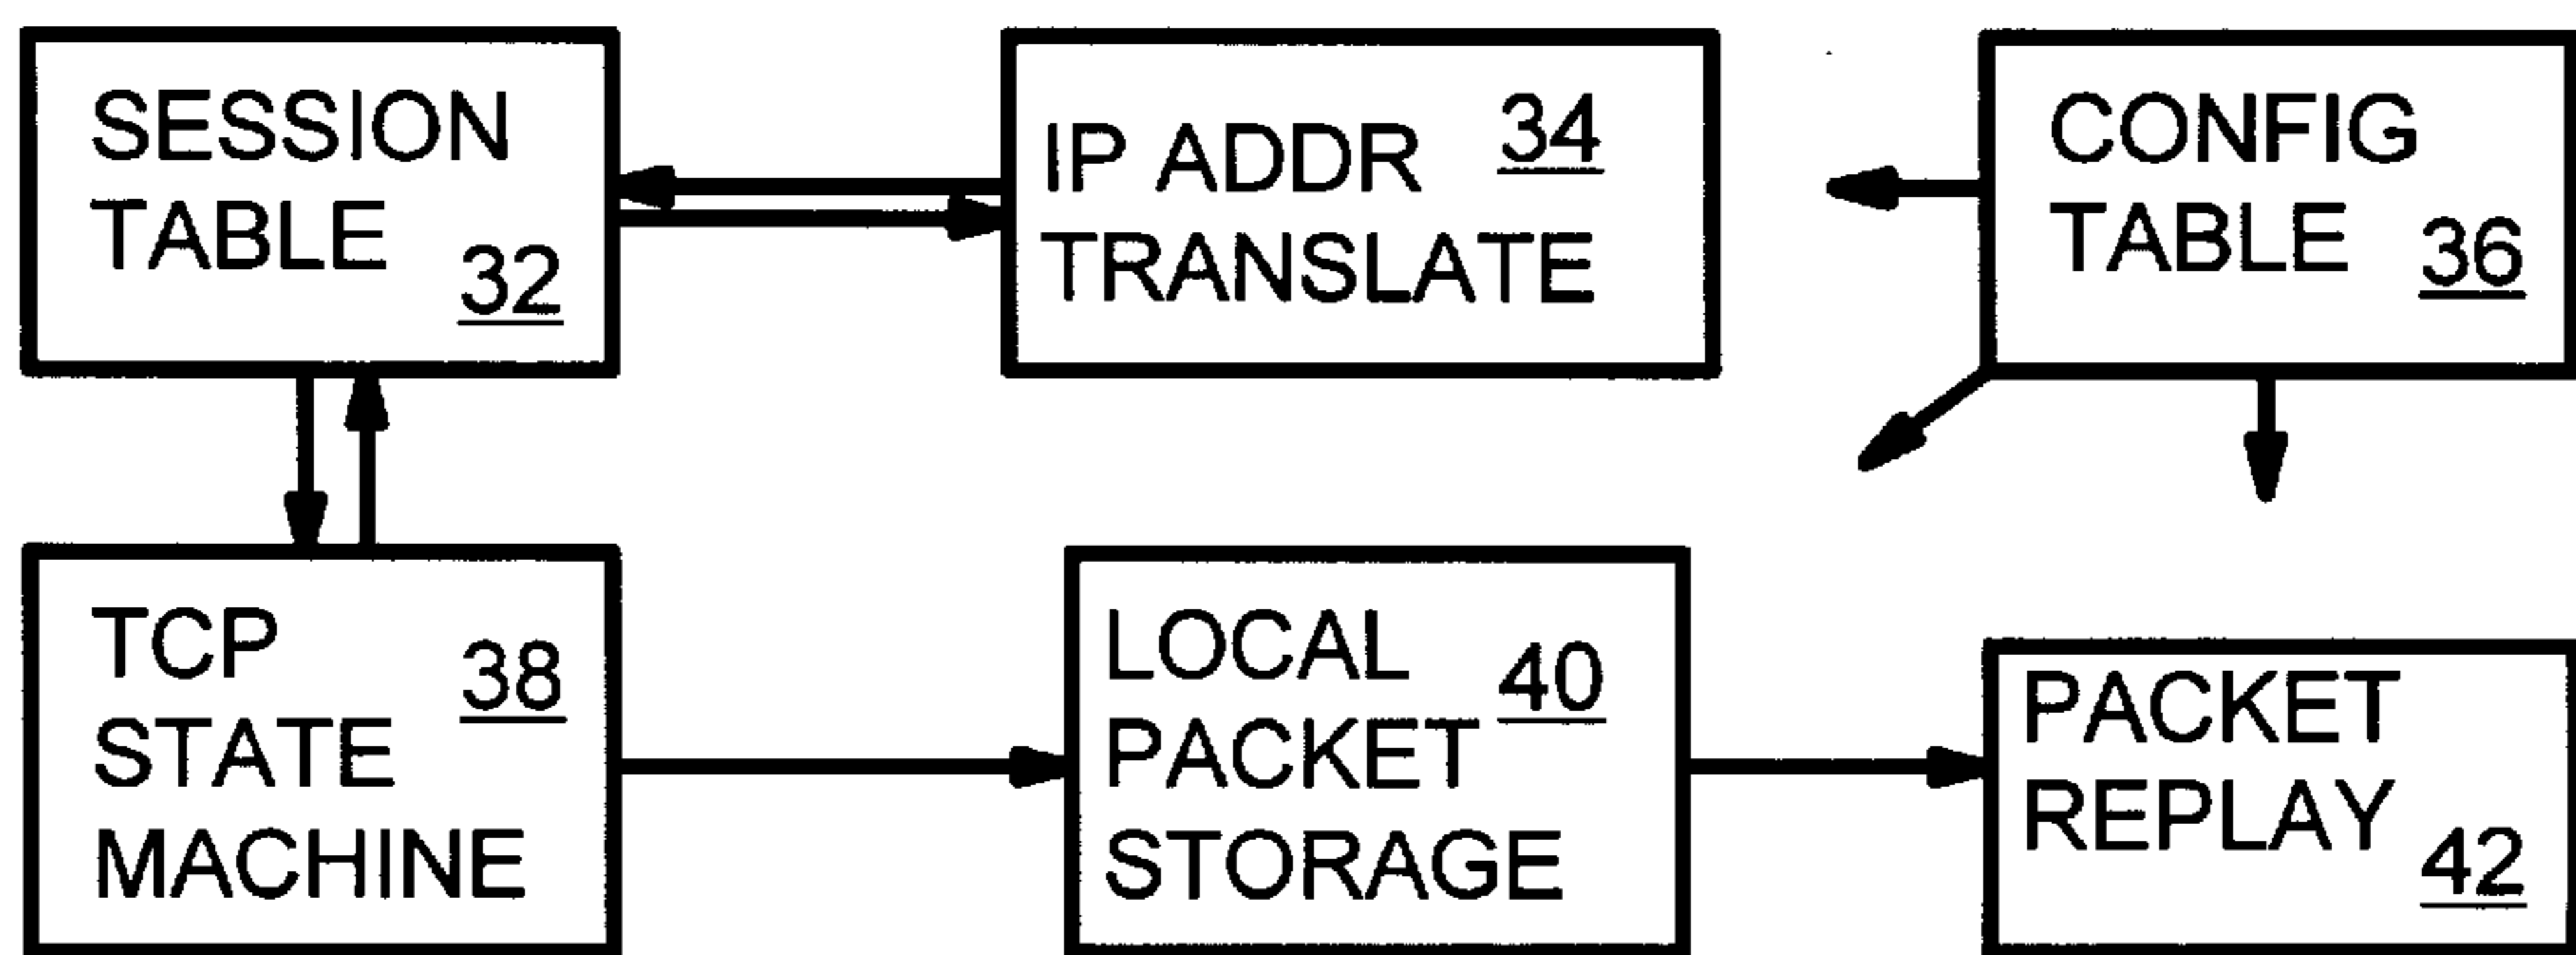 SESSION
TABLE
32
IP ADDR
TRANSLATE
34
CONFIG
TABLE
36
TCP
STATE
MACHINE
38
LOCAL
PACKET
STORAGE
40
PACKET
REPLAY
42